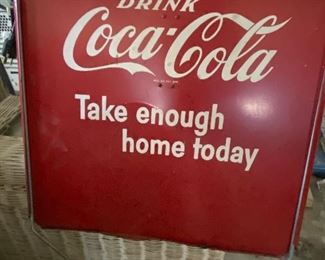 DRINK
Coca-Cola
Take enough
home today